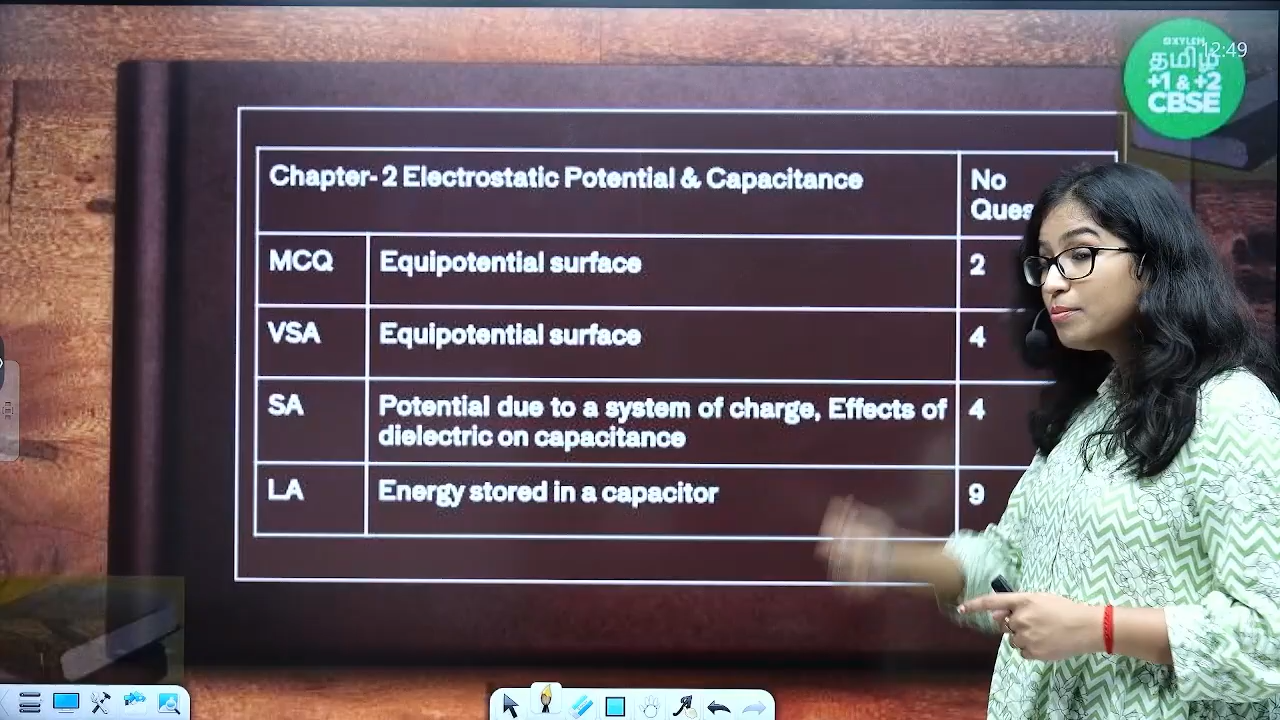 OXYLEM
தமிழ்
+1 & +2
CBSE
12:49
Chapter- 2 Electrostatic Potential & Capacitance
No
Ques
MCQ
Equipotential surface
2
VSA
Equipotential surface
4
SA
Potential due to a system of charge, Effects of
dielectric on capacitance
4
LA
Energy stored in a capacitor
9